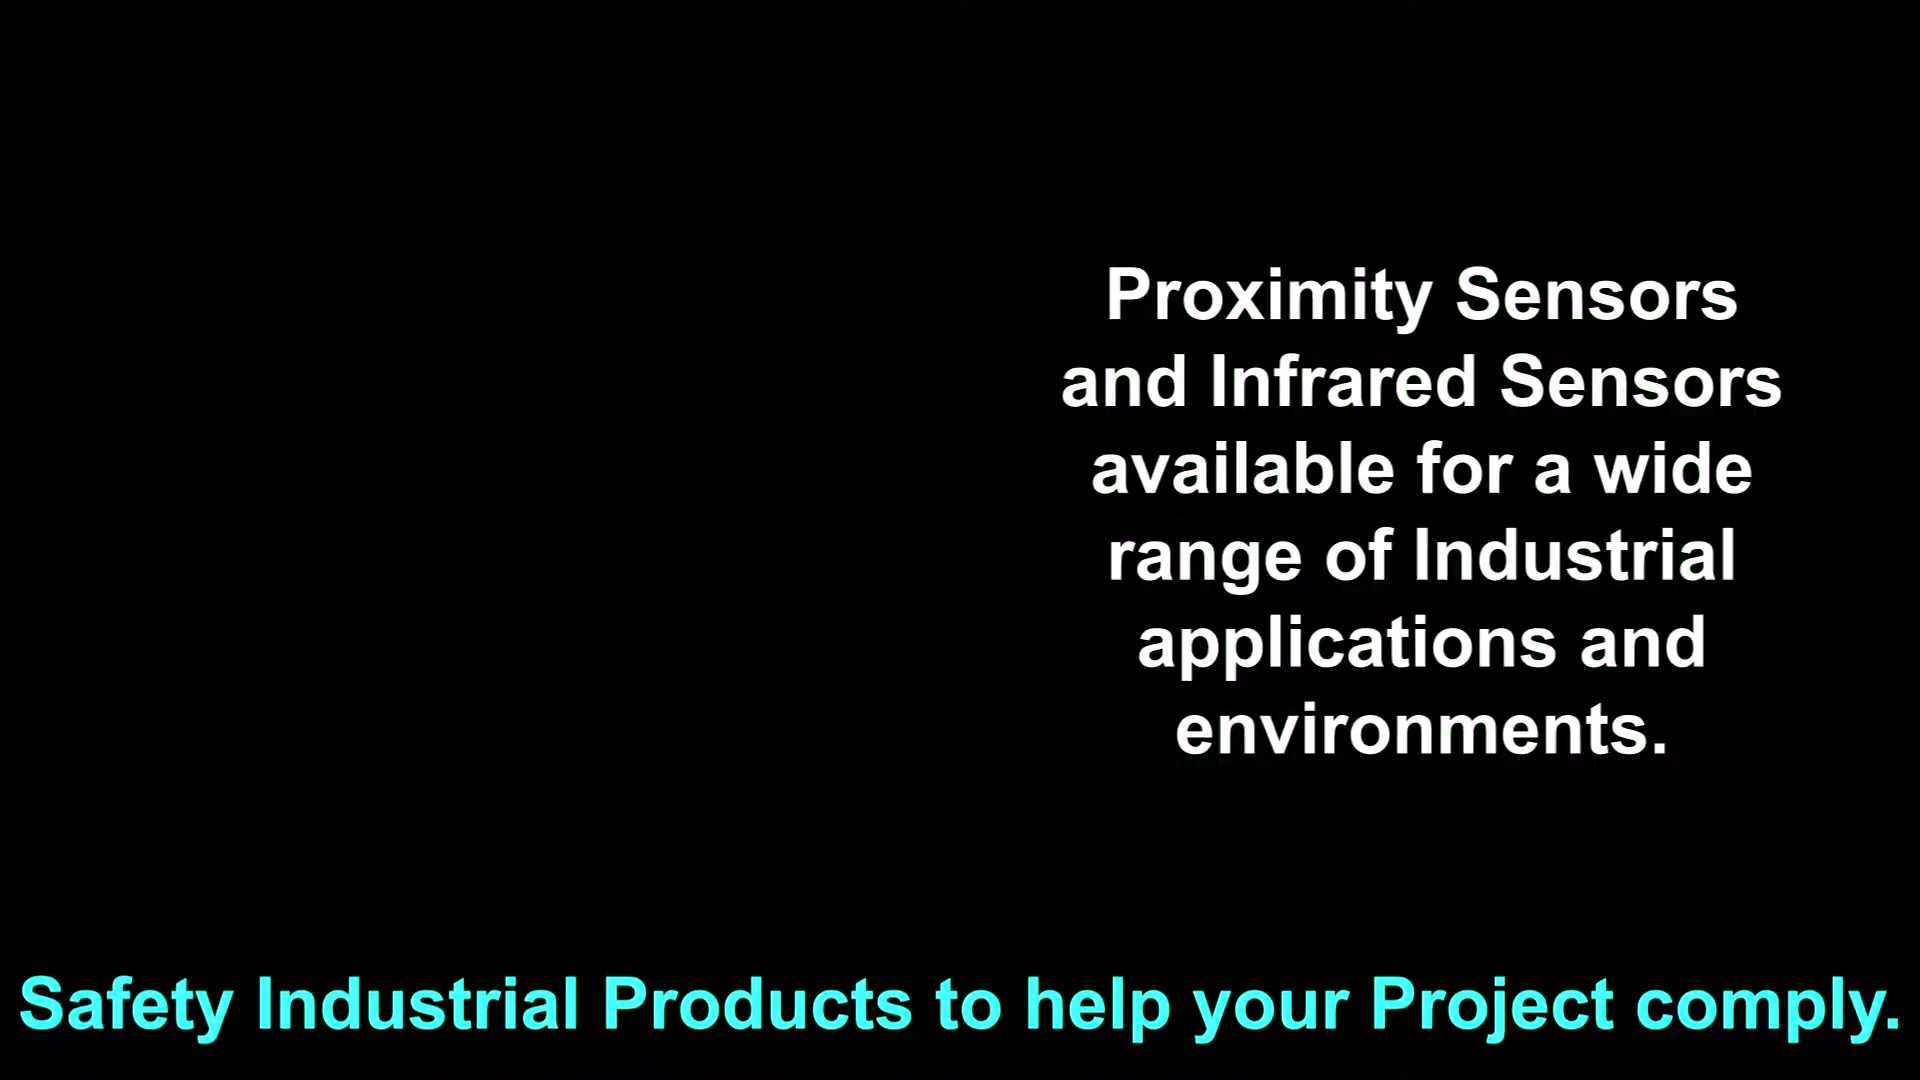 Proximity Sensors
and Infrared Sensors
available for a wide
range of Industrial
applications and
environments.
Safety Industrial Products to help your Project comply.